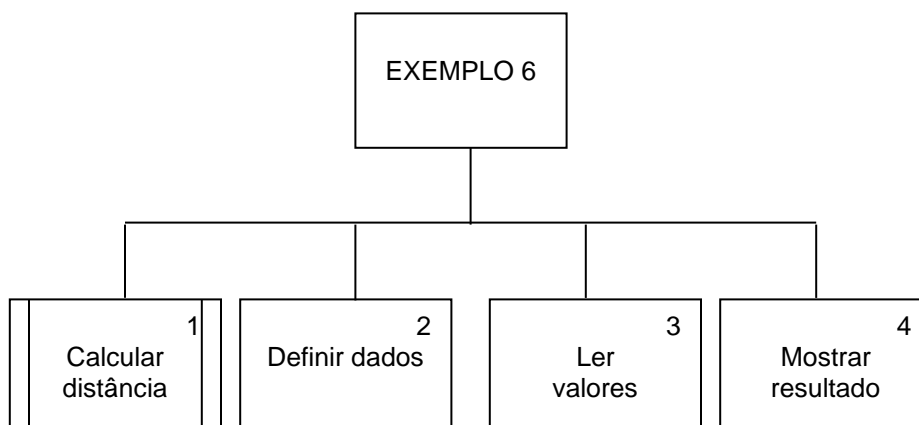 EXEMPLO 6
1
Calcular
distância
2
Definir dados
3
Ler
valores
4
Mostrar
resultado